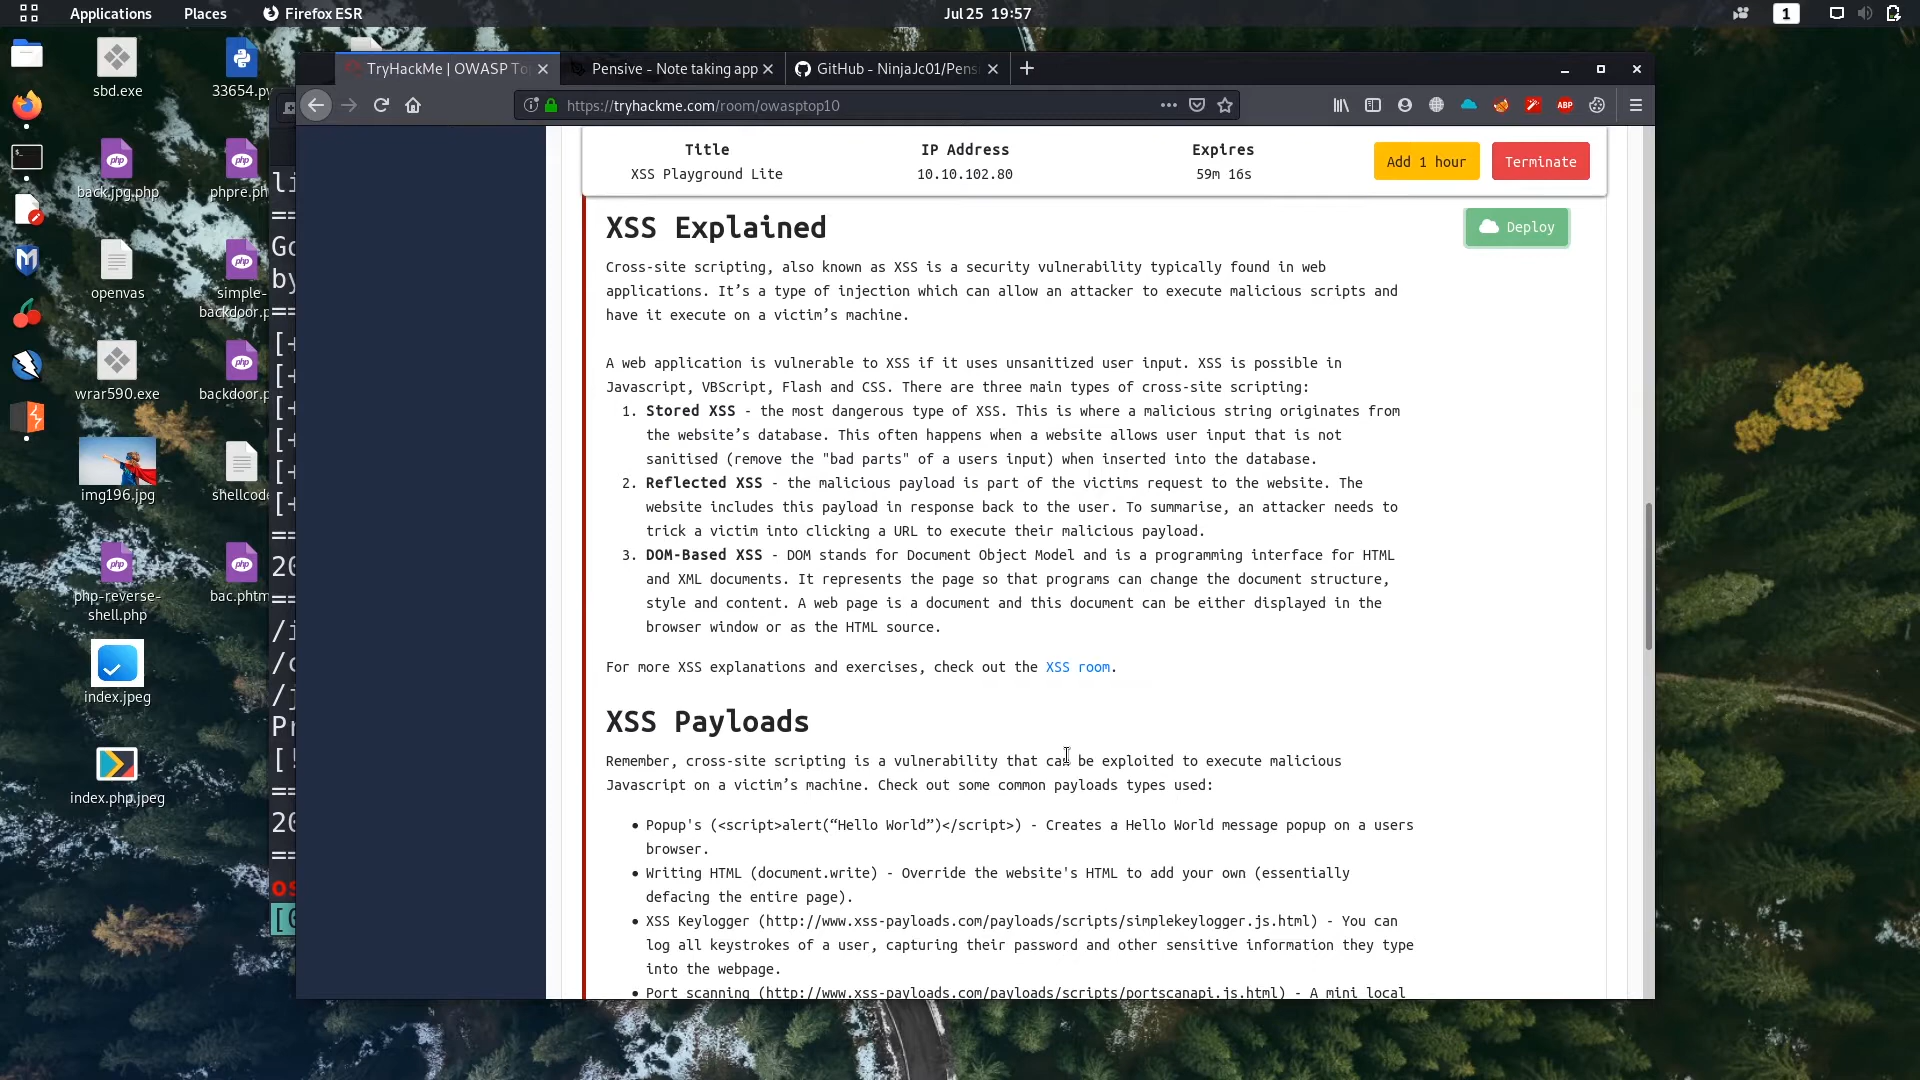 Applications
Places
Firefox ESR
Jul 25 19:57
1
TryHackMe | OWASP To
Pensive - Note taking app
GitHub - NinjaJc01/Pens
https://tryhackme.com/room/owasptop10
ABP
sbd.exe
33654.py
back.jpg.php
phpre.ph
openvas
simple-
backdoor.p
wrar590.exe
backdoor.p
img196.jpg
shellcode
php-reverse-
shell.php
bac.phtm
index.jpeg
index.php.jpeg
php
php
php
php
php
php
li
==
Go
by
==
[+
[+
[+
[+
[+
[+
==
20
==
/i
/c
/j
Pr
[!
==
20
==
os
Title
IP Address
Expires
XSS Playground Lite
10.10.102.80
59m 16s
Add 1 hour
Terminate
XSS Explained
Deploy
Cross-site scripting, also known as XSS is a security vulnerability typically found in web
applications. It’s a type of injection which can allow an attacker to execute malicious scripts and
have it execute on a victim’s machine.
A web application is vulnerable to XSS if it uses unsanitized user input. XSS is possible in
Javascript, VBScript, Flash and CSS. There are three main types of cross-site scripting:
1. Stored XSS - the most dangerous type of XSS. This is where a malicious string originates from
the website’s database. This often happens when a website allows user input that is not
sanitised (remove the "bad parts" of a users input) when inserted into the database.
2. Reflected XSS - the malicious payload is part of the victims request to the website. The
website includes this payload in response back to the user. To summarise, an attacker needs to
trick a victim into clicking a URL to execute their malicious payload.
3. DOM-Based XSS - DOM stands for Document Object Model and is a programming interface for HTML
and XML documents. It represents the page so that programs can change the document structure,
style and content. A web page is a document and this document can be either displayed in the
browser window or as the HTML source.
For more XSS explanations and exercises, check out the XSS room.
XSS Payloads
Remember, cross-site scripting is a vulnerability that can be exploited to execute malicious
Javascript on a victim’s machine. Check out some common payloads types used:
• Popup's (<script>alert(“Hello World”)</script>) - Creates a Hello World message popup on a users
browser.
• Writing HTML (document.write) - Override the website's HTML to add your own (essentially
defacing the entire page).
• XSS Keylogger (http://www.xss-payloads.com/payloads/scripts/simplekeylogger.js.html) - You can
log all keystrokes of a user, capturing their password and other sensitive information they type
into the webpage.
• Port scanning (http://www.xss-payloads.com/payloads/scripts/portscanapi.js.html) - A mini local